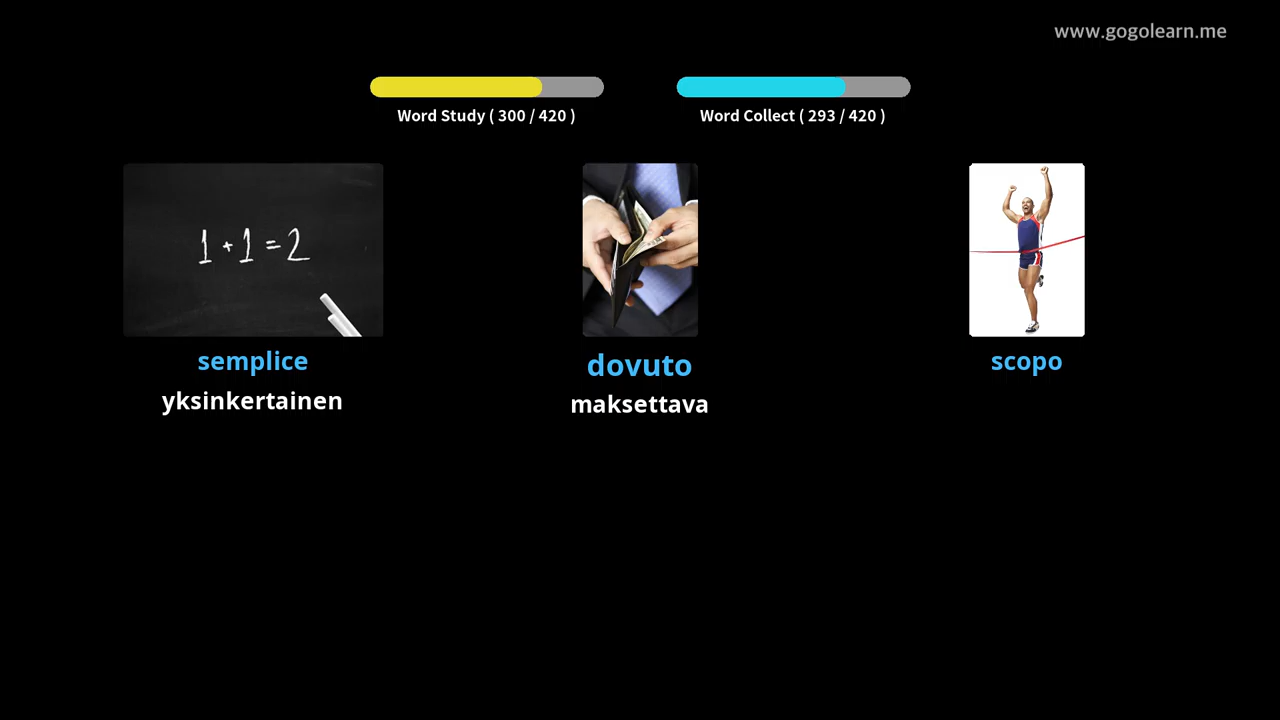 www.gogolearn.me
Word Study ( 300 / 420 )
Word Collect ( 293 / 420 )
1 + 1 = 2
semplice
yksinkertainen
dovuto
maksettava
scopo